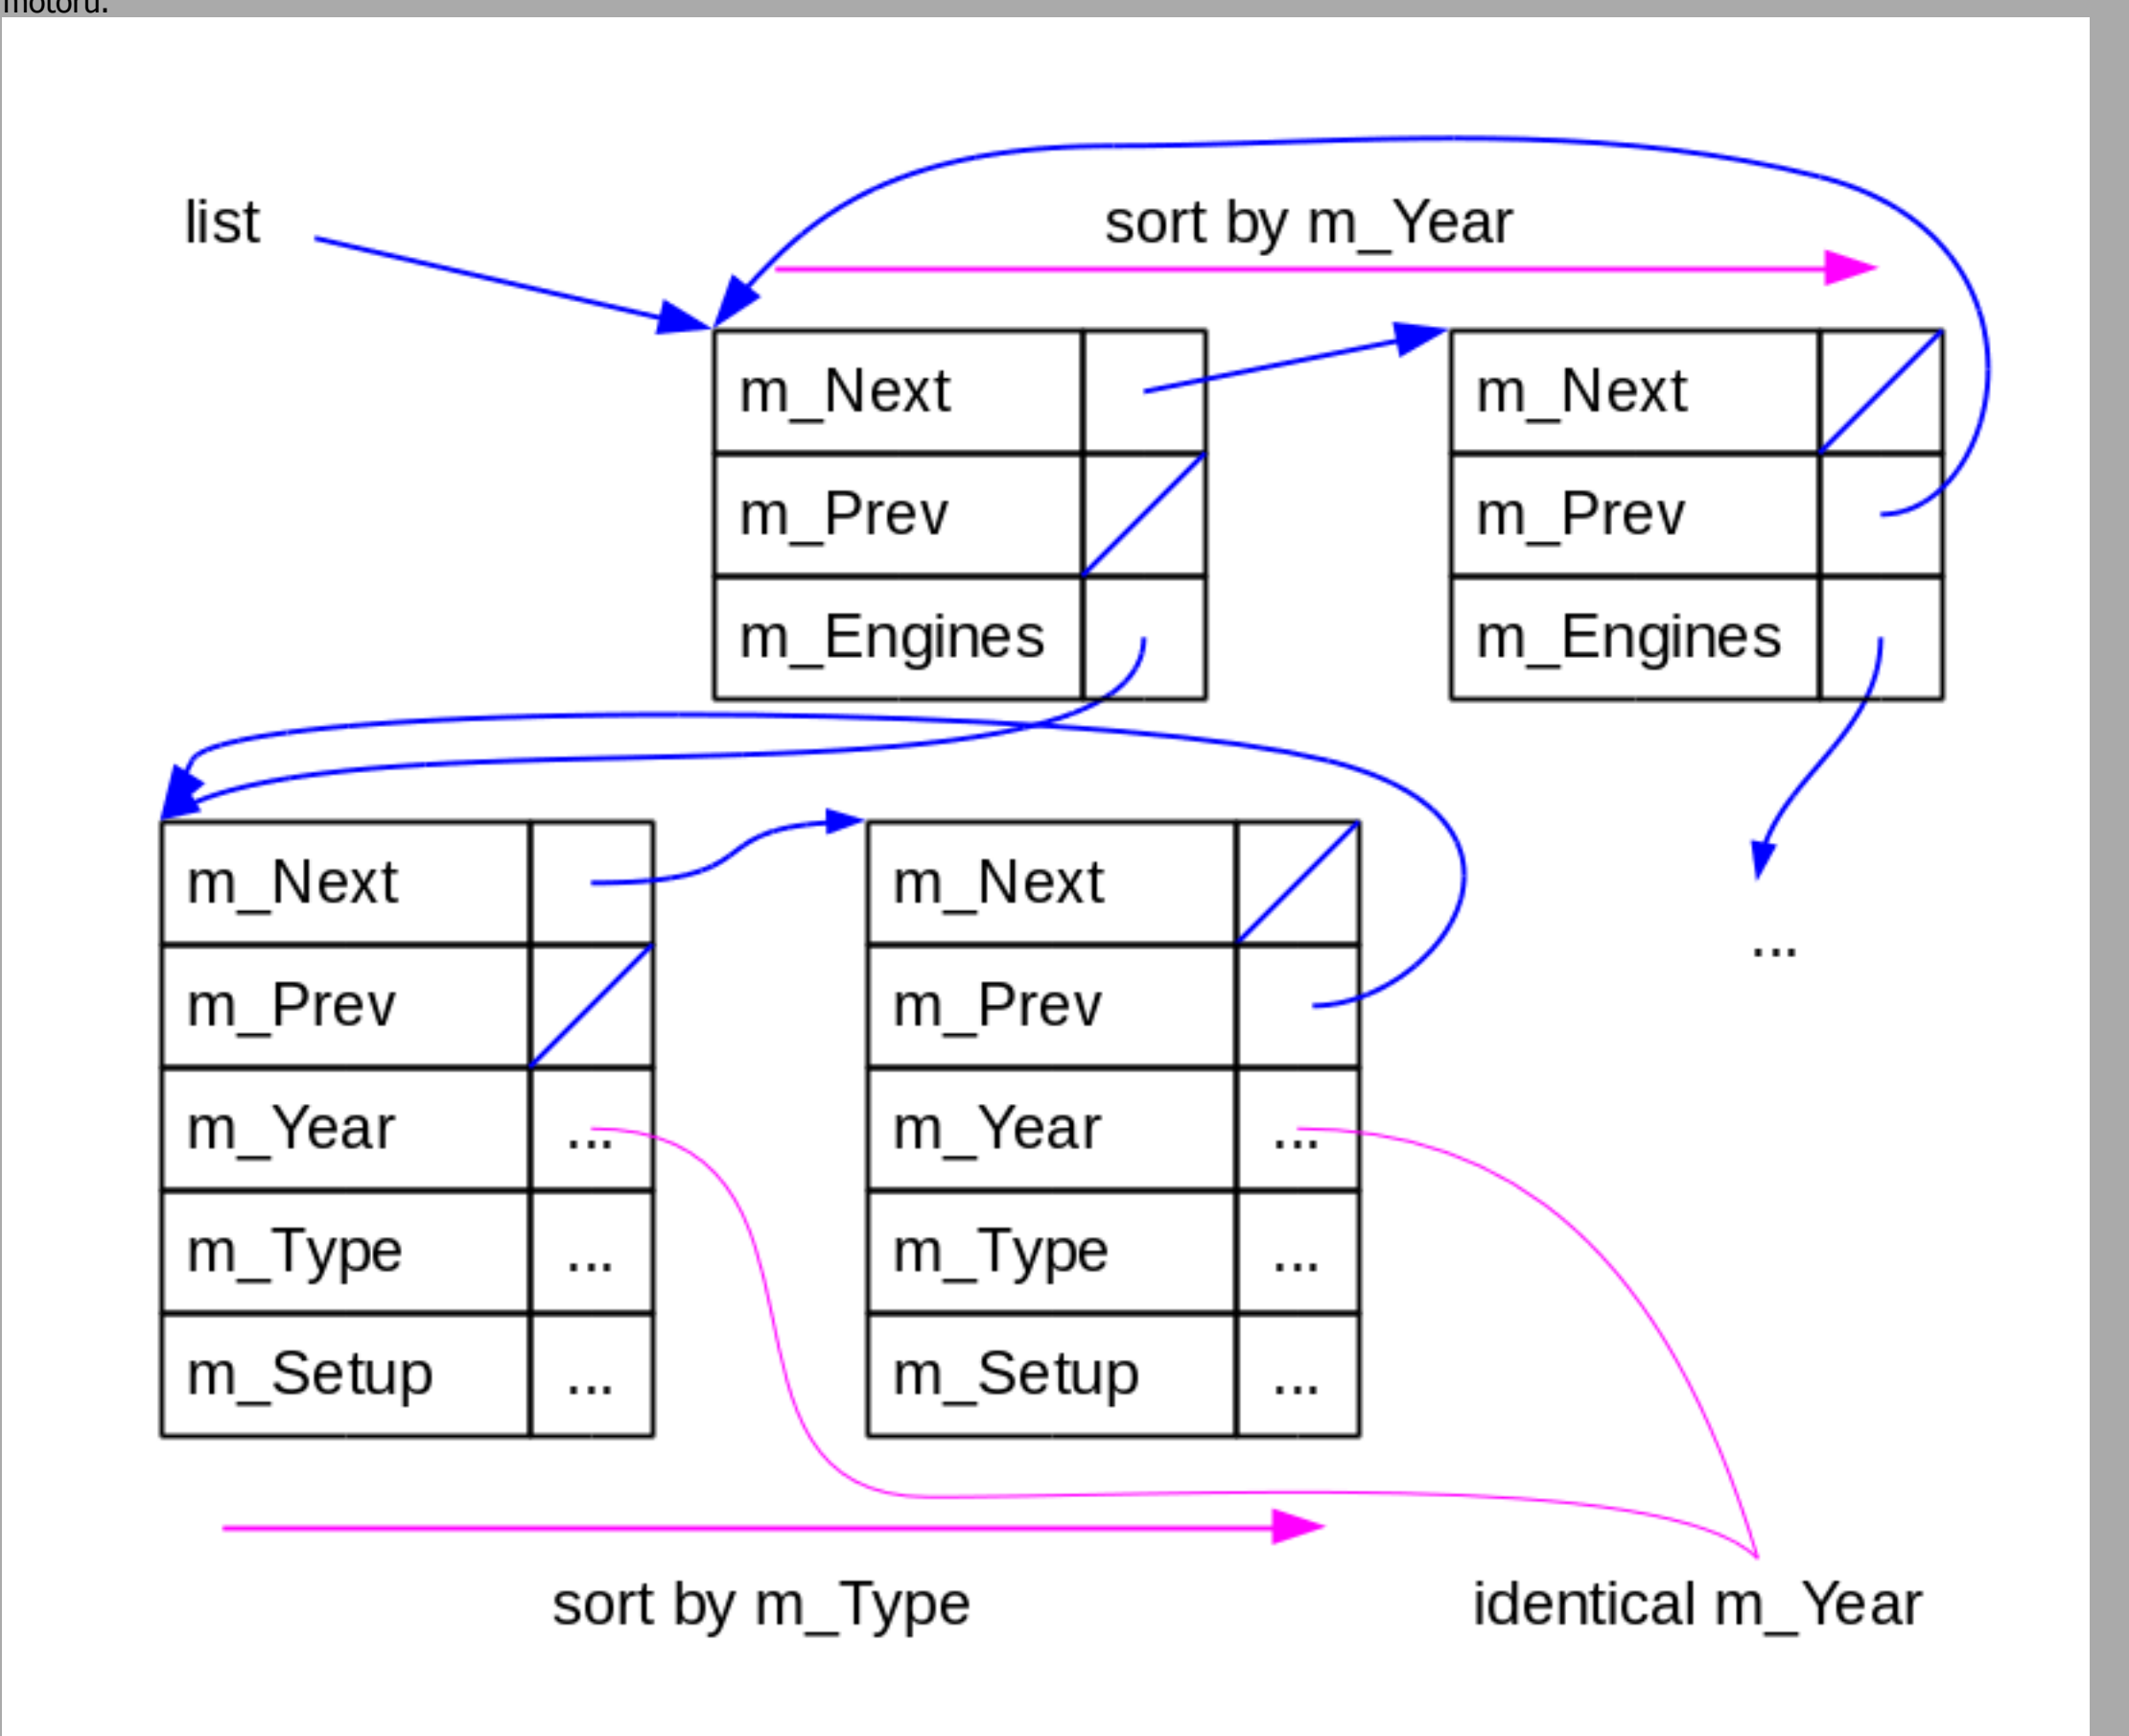 motoru.
list
sort by m_Year
m_Next
m_Prev
m_Engines
m_Next
m_Prev
m_Engines
m_Next
m_Prev
m_Year ...
m_Type ...
m_Setup ...
m_Next
m_Prev
m_Year ...
m_Type ...
m_Setup ...
...
sort by m_Type
identical m_Year